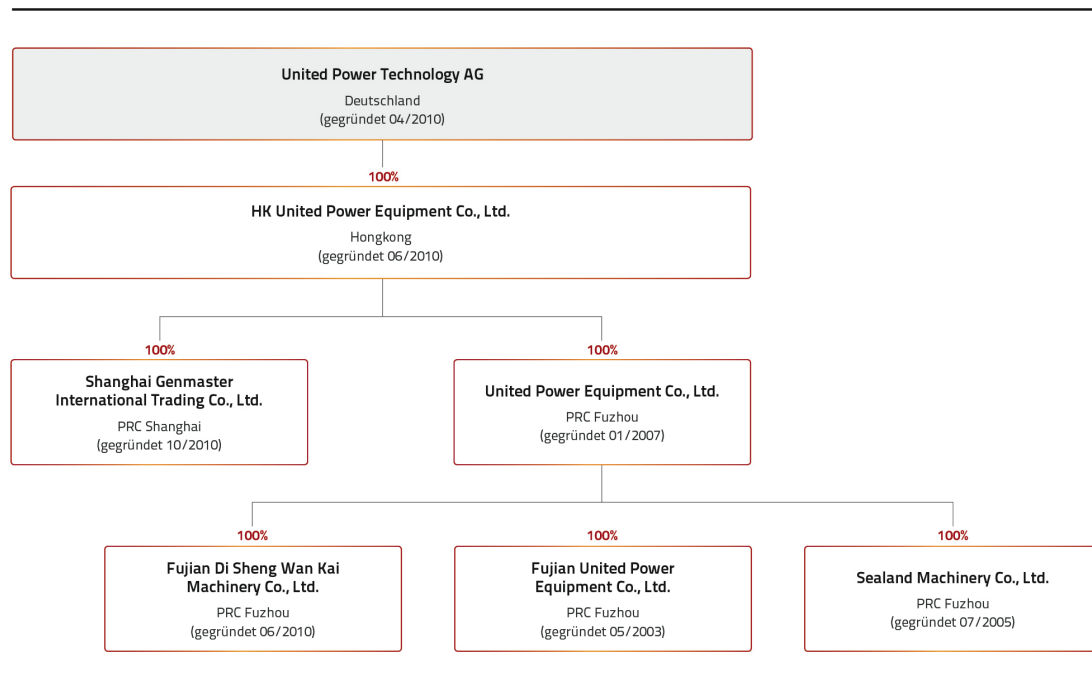 United Power Technology AG
Deutschland
(gegründet 04/2010)
100%
HK United Power Equipment Co., Ltd.
Hongkong
(gegründet 06/2010)
100%
Shanghai Genmaster
International Trading Co., Ltd.
PRC Shanghai
(gegründet 10/2010)
100%
United Power Equipment Co., Ltd.
PRC Fuzhou
(gegründet 01/2007)
100%
Fujian Di Sheng Wan Kai
Machinery Co., Ltd.
PRC Fuzhou
(gegründet 06/2010)
100%
Fujian United Power
Equipment Co., Ltd.
PRC Fuzhou
(gegründet 05/2003)
100%
Sealand Machinery Co., Ltd.
PRC Fuzhou
(gegründet 07/2005)